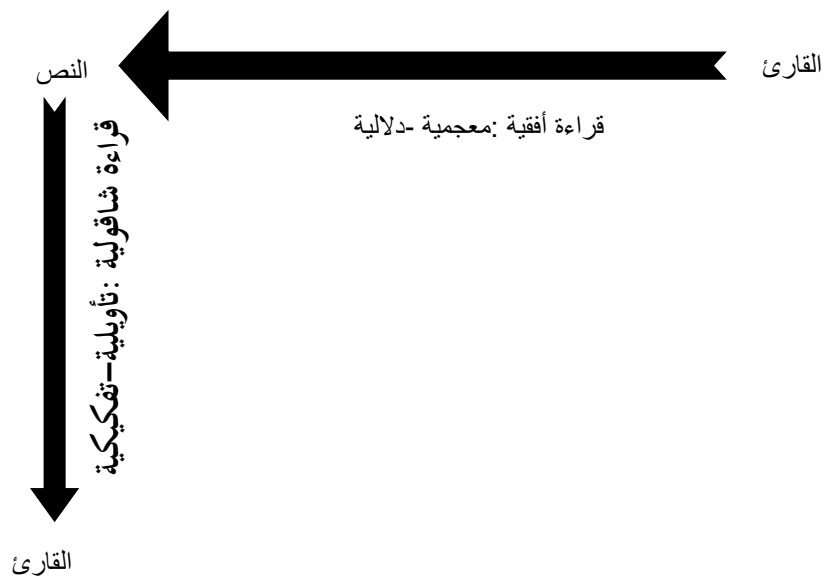 القارئ
النص
قراءة أفقية :معجمية -دلالية
قراءة شاقولية :تأويلية-تفكيكية
القارئ